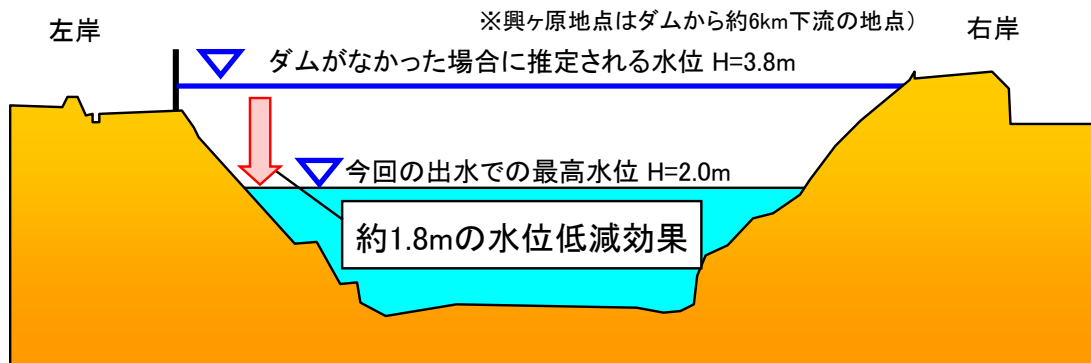 ※興ヶ原地点はダムから約6km下流の地点）
左岸
右岸
ダムがなかった場合に推定される水位 H=3.8m
今回の出水での最高水位 H=2.0m
約1.8mの水位低減効果